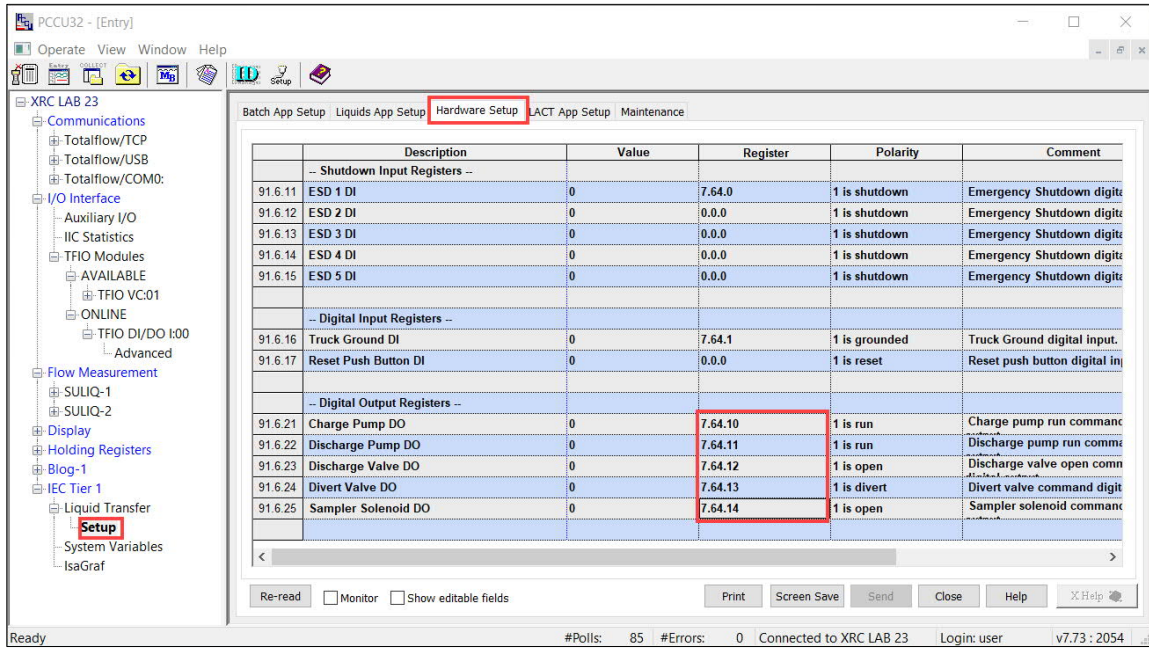 PCCU32 - [Entry]
Operate View Window Help
Entry COLLECT MB ID Setup
XRC LAB 23
Communications
Totalflow/TCP
Totalflow/USB
Totalflow/COM0:
I/O Interface
Auxiliary I/O
IIC Statistics
TFIO Modules
AVAILABLE
TFIO VC:01
ONLINE
TFIO DI/DO I:00
Advanced
Flow Measurement
SULIQ-1
SULIQ-2
Display
Holding Registers
Blog-1
IEC Tier 1
Liquid Transfer
Setup
System Variables
IsaGraf
Batch App Setup Liquids App Setup Hardware Setup LACT App Setup Maintenance
Description Value Register Polarity Comment
-- Shutdown Input Registers --
91.6.11 ESD 1 DI 0 7.64.0 1 is shutdown Emergency Shutdown digita
91.6.12 ESD 2 DI 0 0.0.0 1 is shutdown Emergency Shutdown digita
91.6.13 ESD 3 DI 0 0.0.0 1 is shutdown Emergency Shutdown digita
91.6.14 ESD 4 DI 0 0.0.0 1 is shutdown Emergency Shutdown digita
91.6.15 ESD 5 DI 0 0.0.0 1 is shutdown Emergency Shutdown digita
-- Digital Input Registers --
91.6.16 Truck Ground DI 0 7.64.1 1 is grounded Truck Ground digital input.
91.6.17 Reset Push Button DI 0 0.0.0 1 is reset Reset push button digital in
-- Digital Output Registers --
91.6.21 Charge Pump DO 0 7.64.10 1 is run Charge pump run command
91.6.22 Discharge Pump DO 0 7.64.11 1 is run Discharge pump run comma
91.6.23 Discharge Valve DO 0 7.64.12 1 is open Discharge valve open comm
91.6.24 Divert Valve DO 0 7.64.13 1 is divert Divert valve command digit
91.6.25 Sampler Solenoid DO 0 7.64.14 1 is open Sampler solenoid command
Re-read Monitor Show editable fields Print Screen Save Send Close Help X Help
Ready #Polls: 85 #Errors: 0 Connected to XRC LAB 23 Login: user v7.73 : 2054